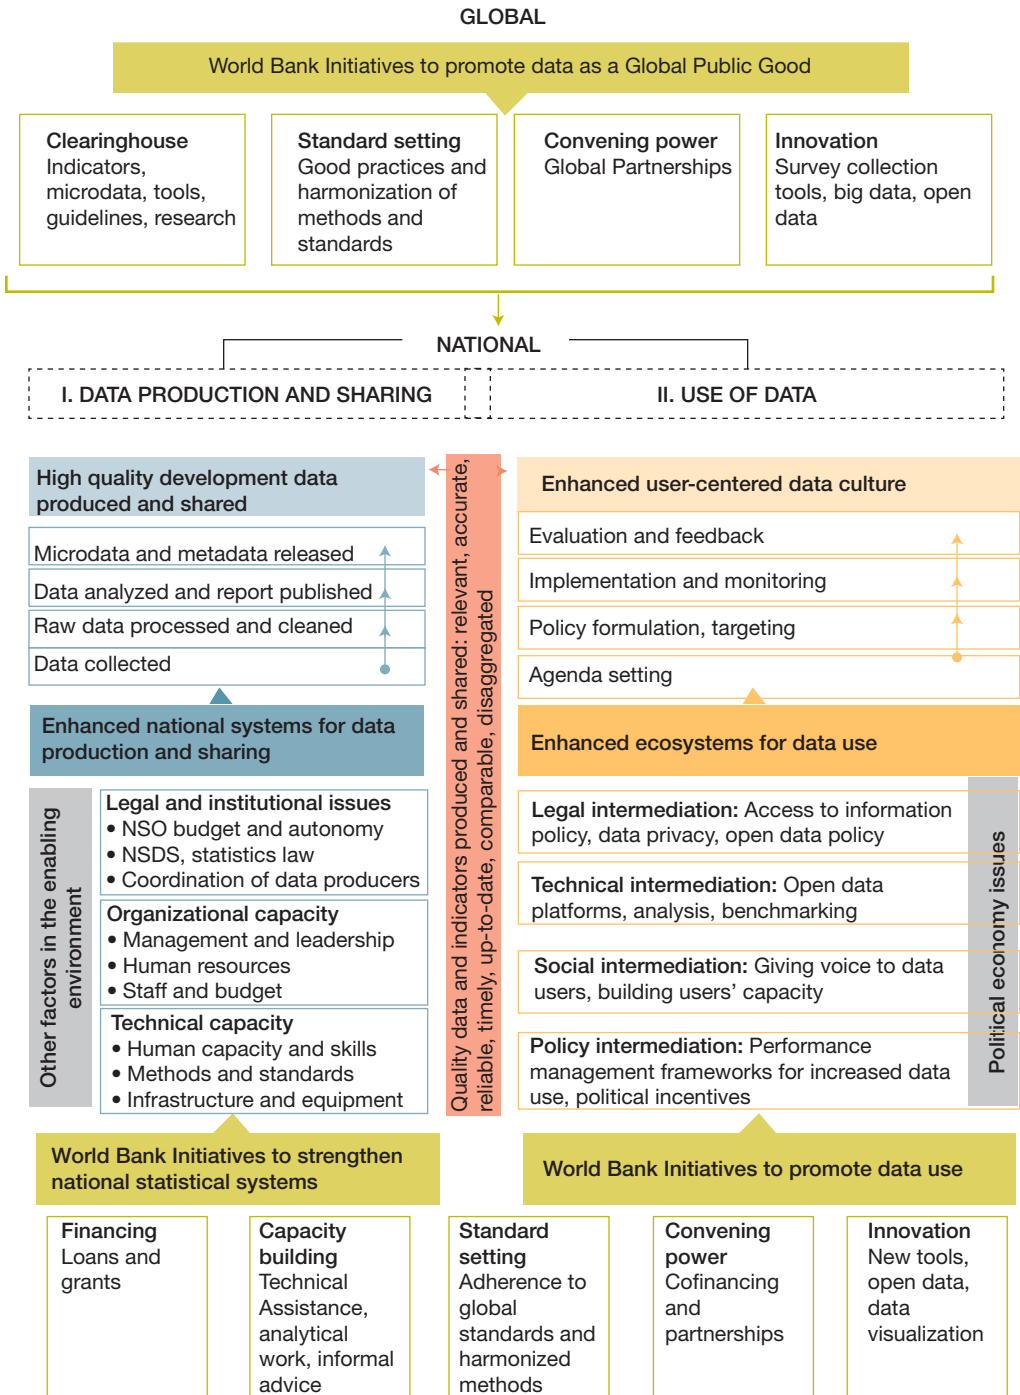 GLOBAL
World Bank Initiatives to promote data as a Global Public Good
Clearinghouse
Indicators,
microdata, tools,
guidelines, research
Standard setting
Good practices and
harmonization of
methods and
standards
Convening power
Global Partnerships
Innovation
Survey collection
tools, big data, open
data
NATIONAL
I. DATA PRODUCTION AND SHARING
II. USE OF DATA
High quality development data
produced and shared
Microdata and metadata released
Data analyzed and report published
Raw data processed and cleaned
Data collected
Enhanced national systems for data
production and sharing
Other factors in the enabling
environment
Legal and institutional issues
• NSO budget and autonomy
• NSDS, statistics law
• Coordination of data producers
Organizational capacity
• Management and leadership
• Human resources
• Staff and budget
Technical capacity
• Human capacity and skills
• Methods and standards
• Infrastructure and equipment
Quality data and indicators produced and shared: relevant, accurate,
reliable, timely, up-to-date, comparable, disaggregated
Enhanced user-centered data culture
Evaluation and feedback
Implementation and monitoring
Policy formulation, targeting
Agenda setting
Enhanced ecosystems for data use
Legal intermediation: Access to information
policy, data privacy, open data policy
Technical intermediation: Open data
platforms, analysis, benchmarking
Social intermediation: Giving voice to data
users, building users’ capacity
Policy intermediation: Performance
management frameworks for increased data
use, political incentives
Political economy issues
World Bank Initiatives to strengthen
national statistical systems
World Bank Initiatives to promote data use
Financing
Loans and
grants
Capacity
building
Technical
Assistance,
analytical
work, informal
advice
Standard
setting
Adherence to
global
standards and
harmonized
methods
Convening
power
Cofinancing
and
partnerships
Innovation
New tools,
open data,
data
visualization